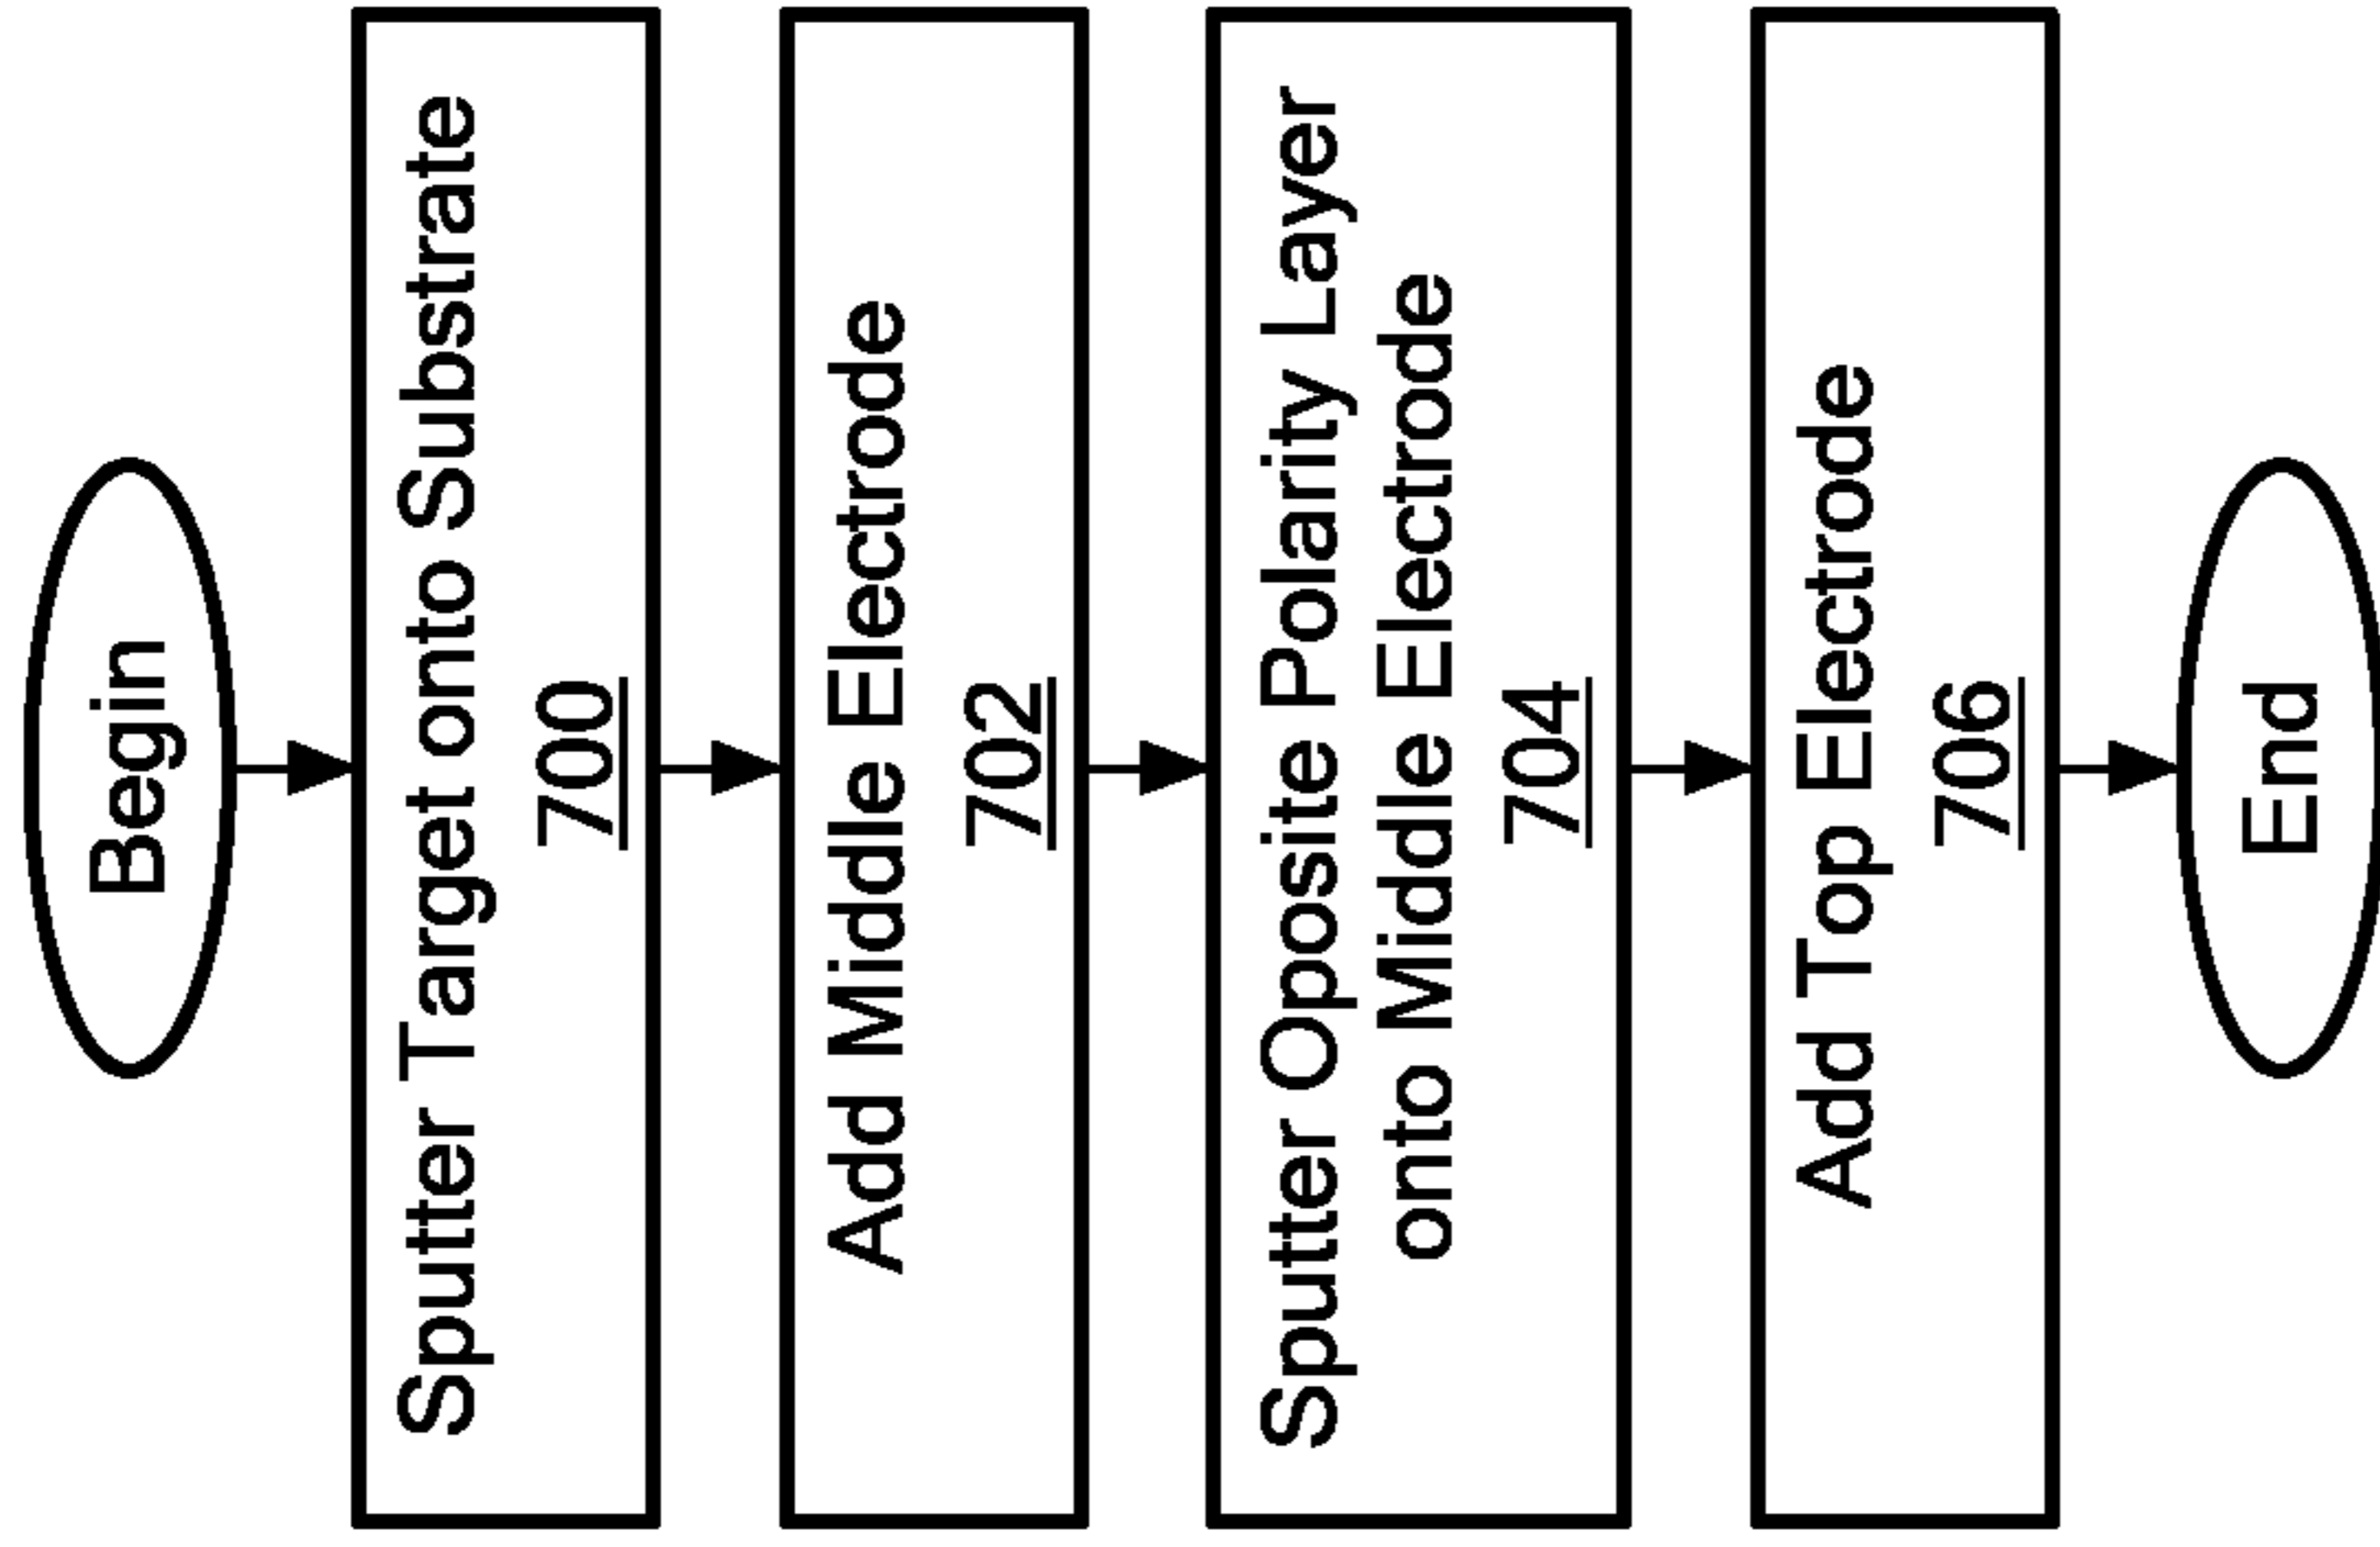 Begin
Sputter Target onto Substrate
700
Add Middle Electrode
702
Sputter Opposite Polarity Layer
onto Middle Electrode
704
Add Top Electrode
706
End